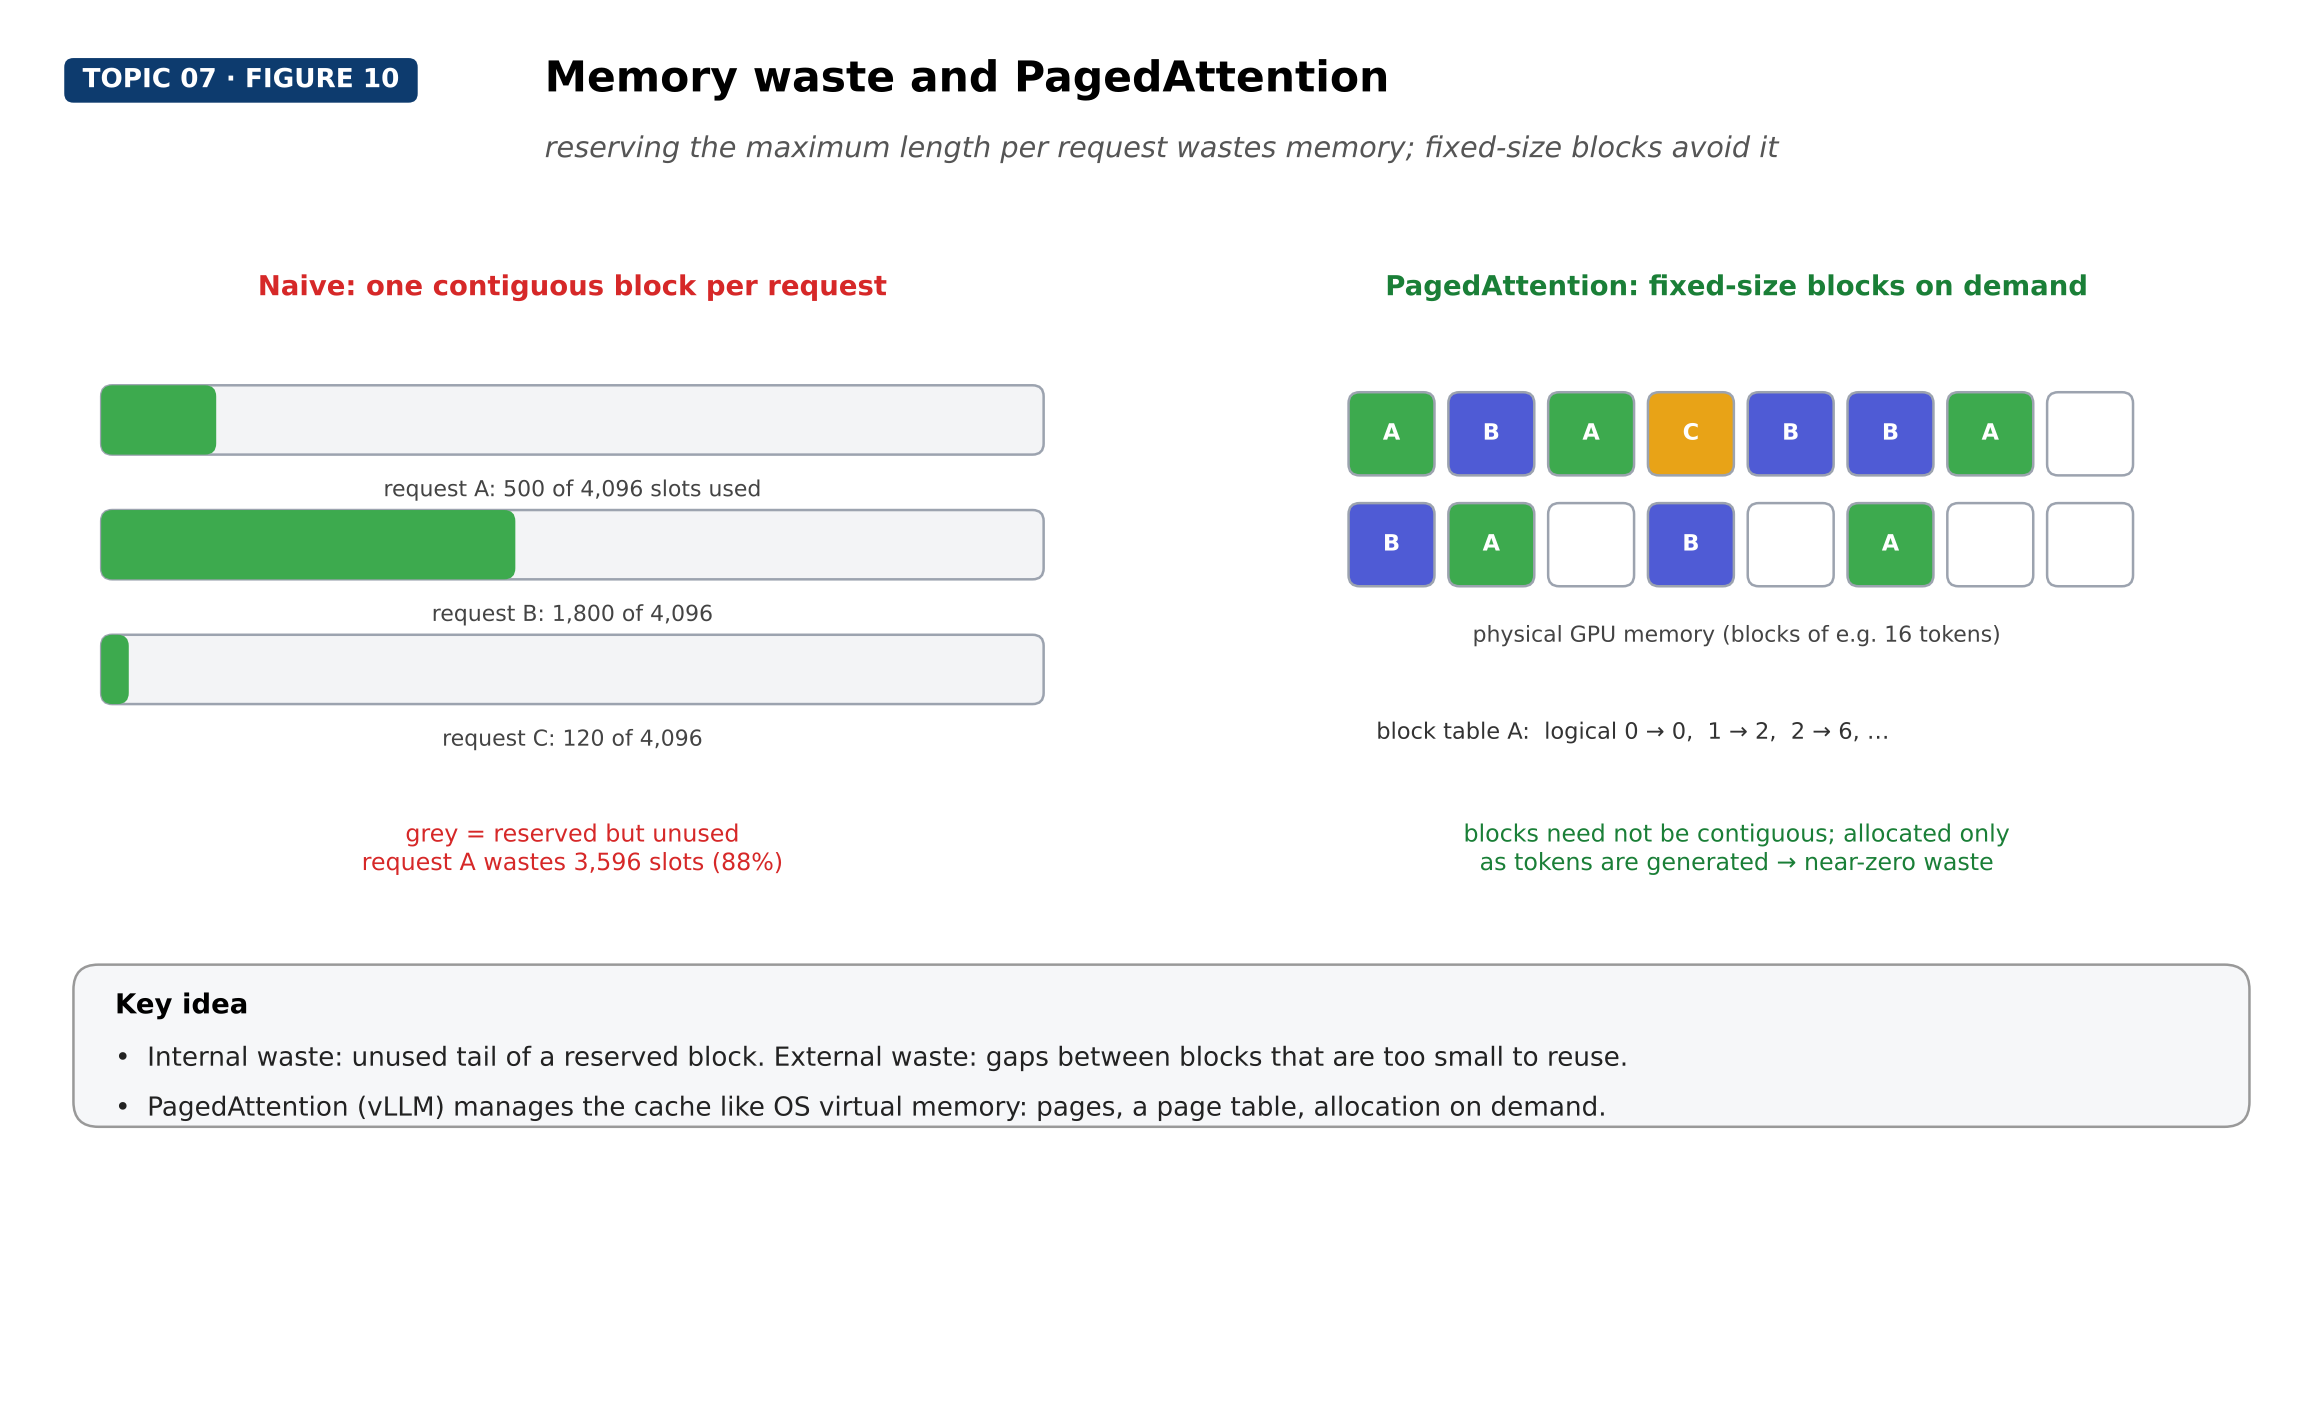 TOPIC 07 · FIGURE 10
Memory waste and PagedAttention
reserving the maximum length per request wastes memory; fixed-size blocks avoid it
Naive: one contiguous block per request
request A: 500 of 4,096 slots used
request B: 1,800 of 4,096
request C: 120 of 4,096
grey = reserved but unused
request A wastes 3,596 slots (88%)
PagedAttention: fixed-size blocks on demand
A B A C B B A
B A B A
physical GPU memory (blocks of e.g. 16 tokens)
block table A: logical 0 → 0, 1 → 2, 2 → 6, ...
blocks need not be contiguous; allocated only
as tokens are generated → near-zero waste
Key idea
• Internal waste: unused tail of a reserved block. External waste: gaps between blocks that are too small to reuse.
• PagedAttention (vLLM) manages the cache like OS virtual memory: pages, a page table, allocation on demand.